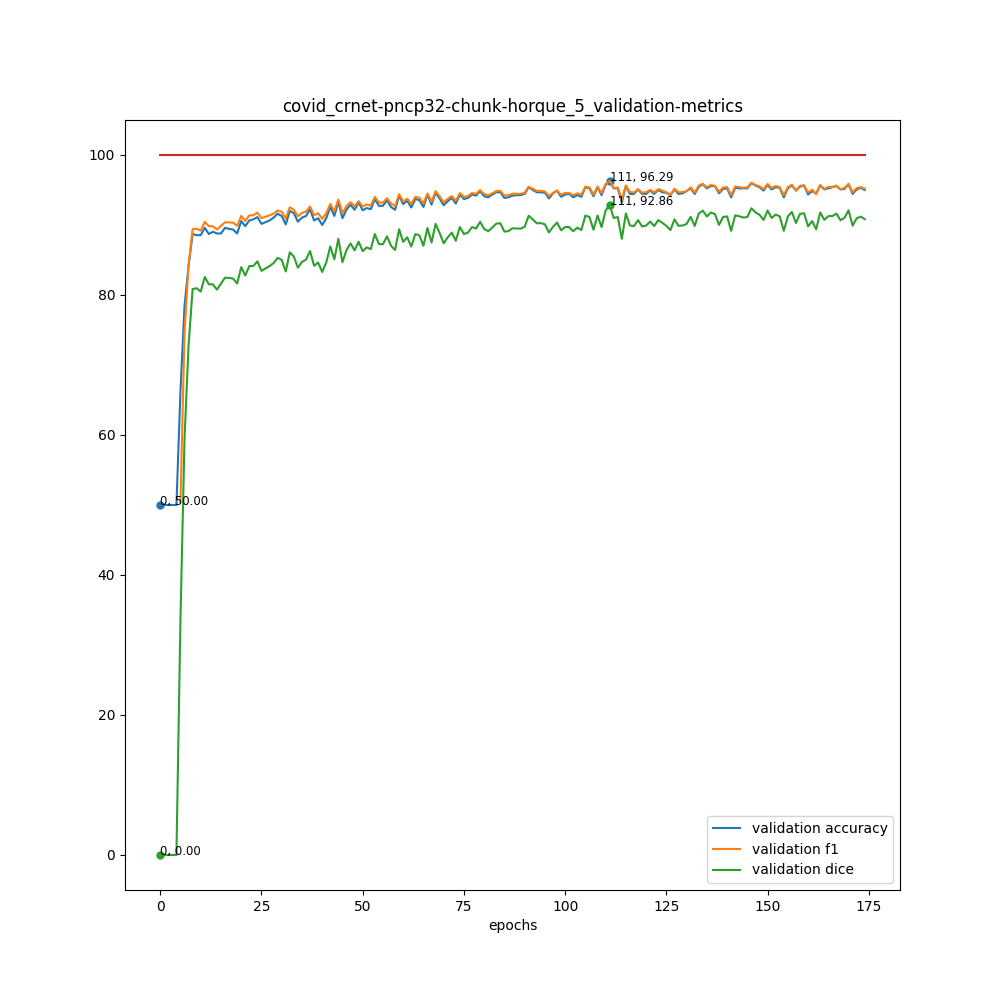 covid_crnet-pncp32-chunk-horque_5_validation-metrics
100
80
60
40
20
0
111, 96.29
111, 92.86
0, 50.00
0, 0.00
validation accuracy
validation f1
validation dice
0 25 50 75 100 125 150 175
epochs